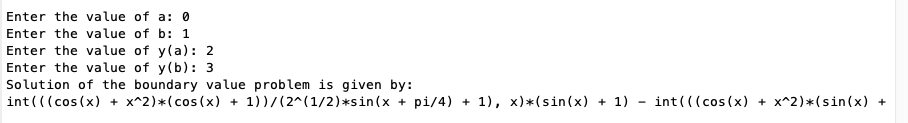 Enter the value of a: 0
Enter the value of b: 1
Enter the value of y(a): 2
Enter the value of y(b): 3
Solution of the boundary value problem is given by:
int(((cos(x) + x^2)*(cos(x) + 1))/(2^(1/2)*sin(x + pi/4) + 1), x)*(sin(x) + 1) - int(((cos(x) + x^2)*(sin(x) +